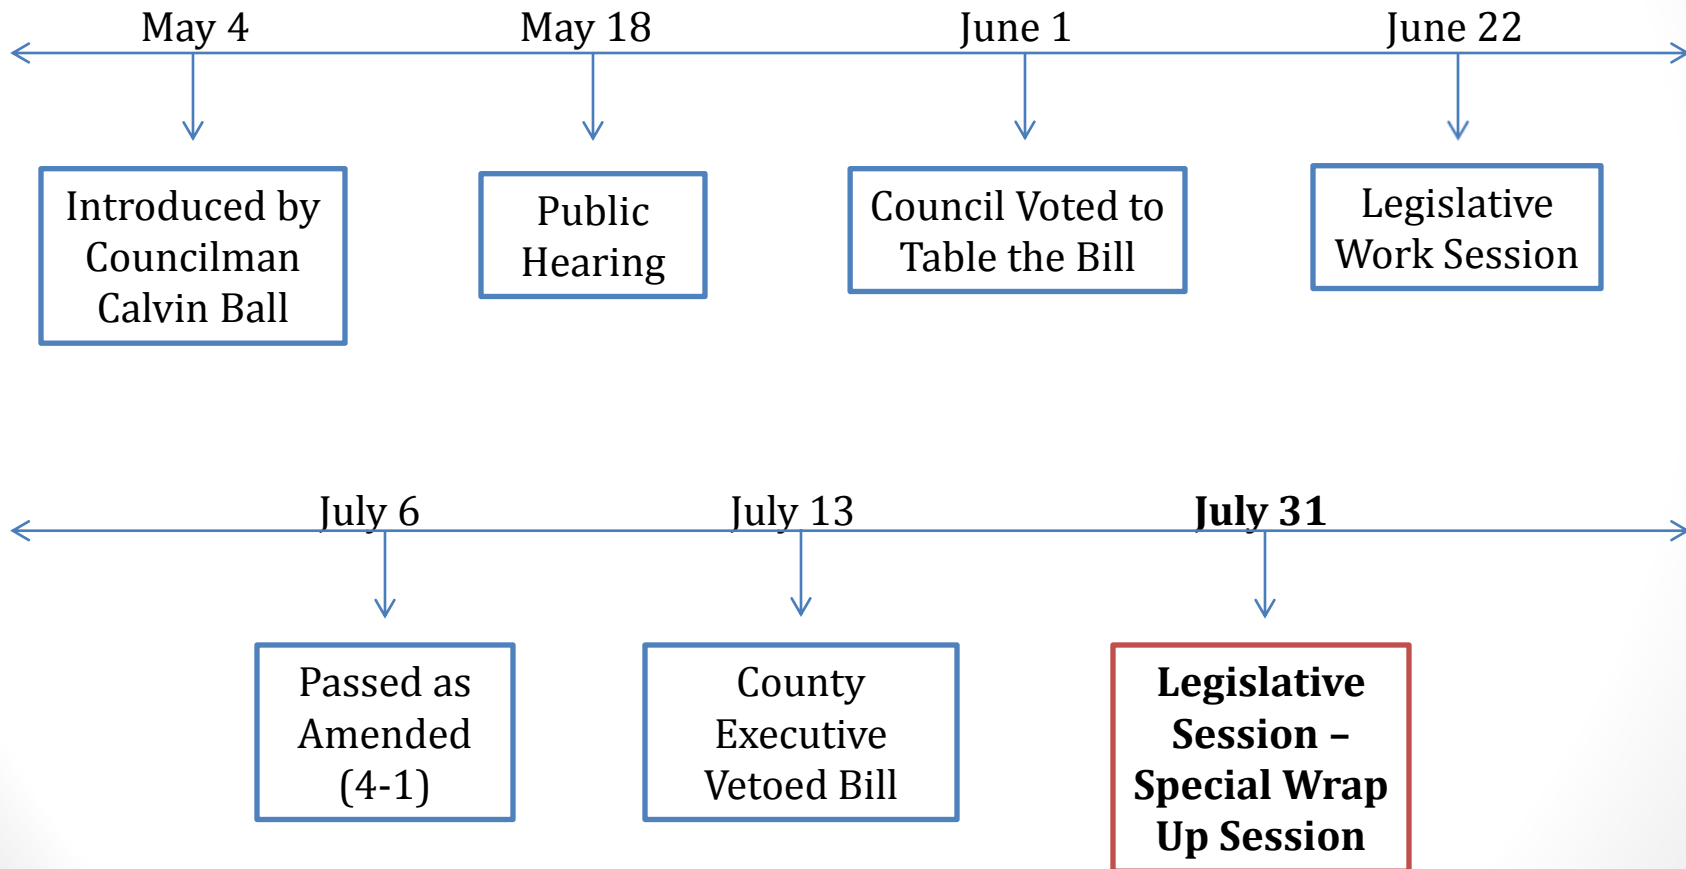 May 4
May 18
June 1
June 22
Introduced by
Councilman
Calvin Ball
Public
Hearing
Council Voted to
Table the Bill
Legislative
Work Session
July 6
July 13
July 31
Passed as
Amended
(4-1)
County
Executive
Vetoed Bill
Legislative
Session –
Special Wrap
Up Session